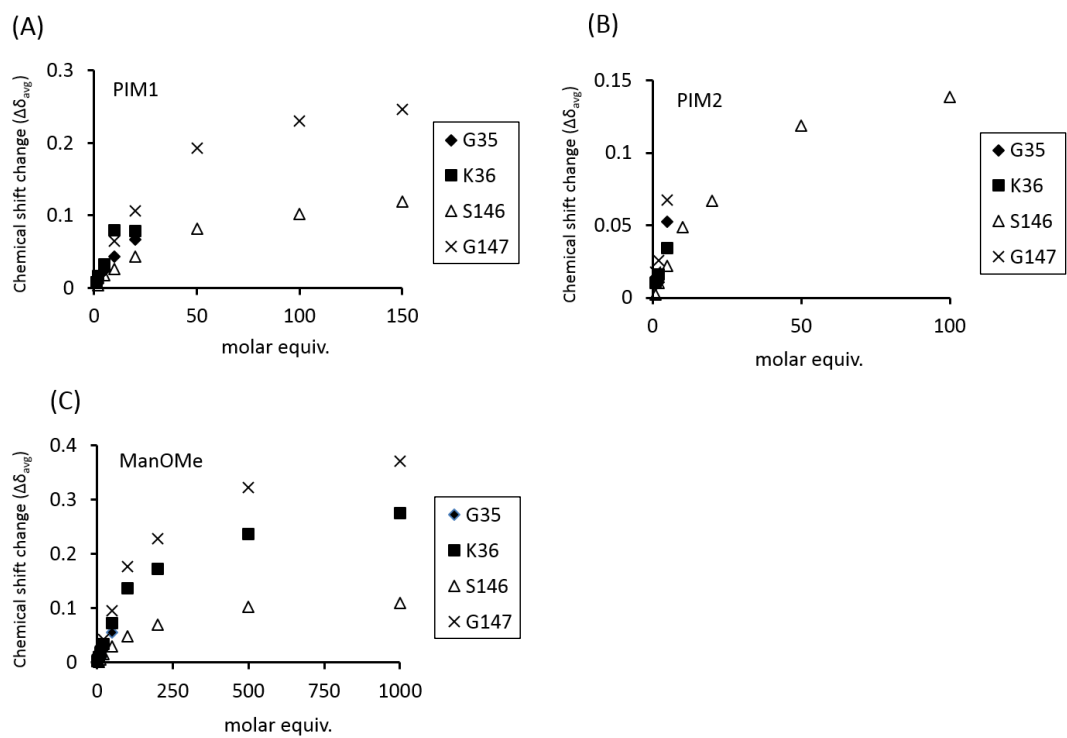 (A)
Chemical shift change (Δδavg)
0.3
0.2
0.1
0
PIM1
0 50 100 150
molar equiv.
G35
K36
S146
G147
(B)
Chemical shift change (Δδavg)
0.15
0.1
0.05
0
PIM2
0 50 100
molar equiv.
G35
K36
S146
G147
(C)
Chemical shift change (Δδavg)
0.4
0.3
0.2
0.1
0
ManOMe
0 250 500 750 1000
molar equiv.
G35
K36
S146
G147